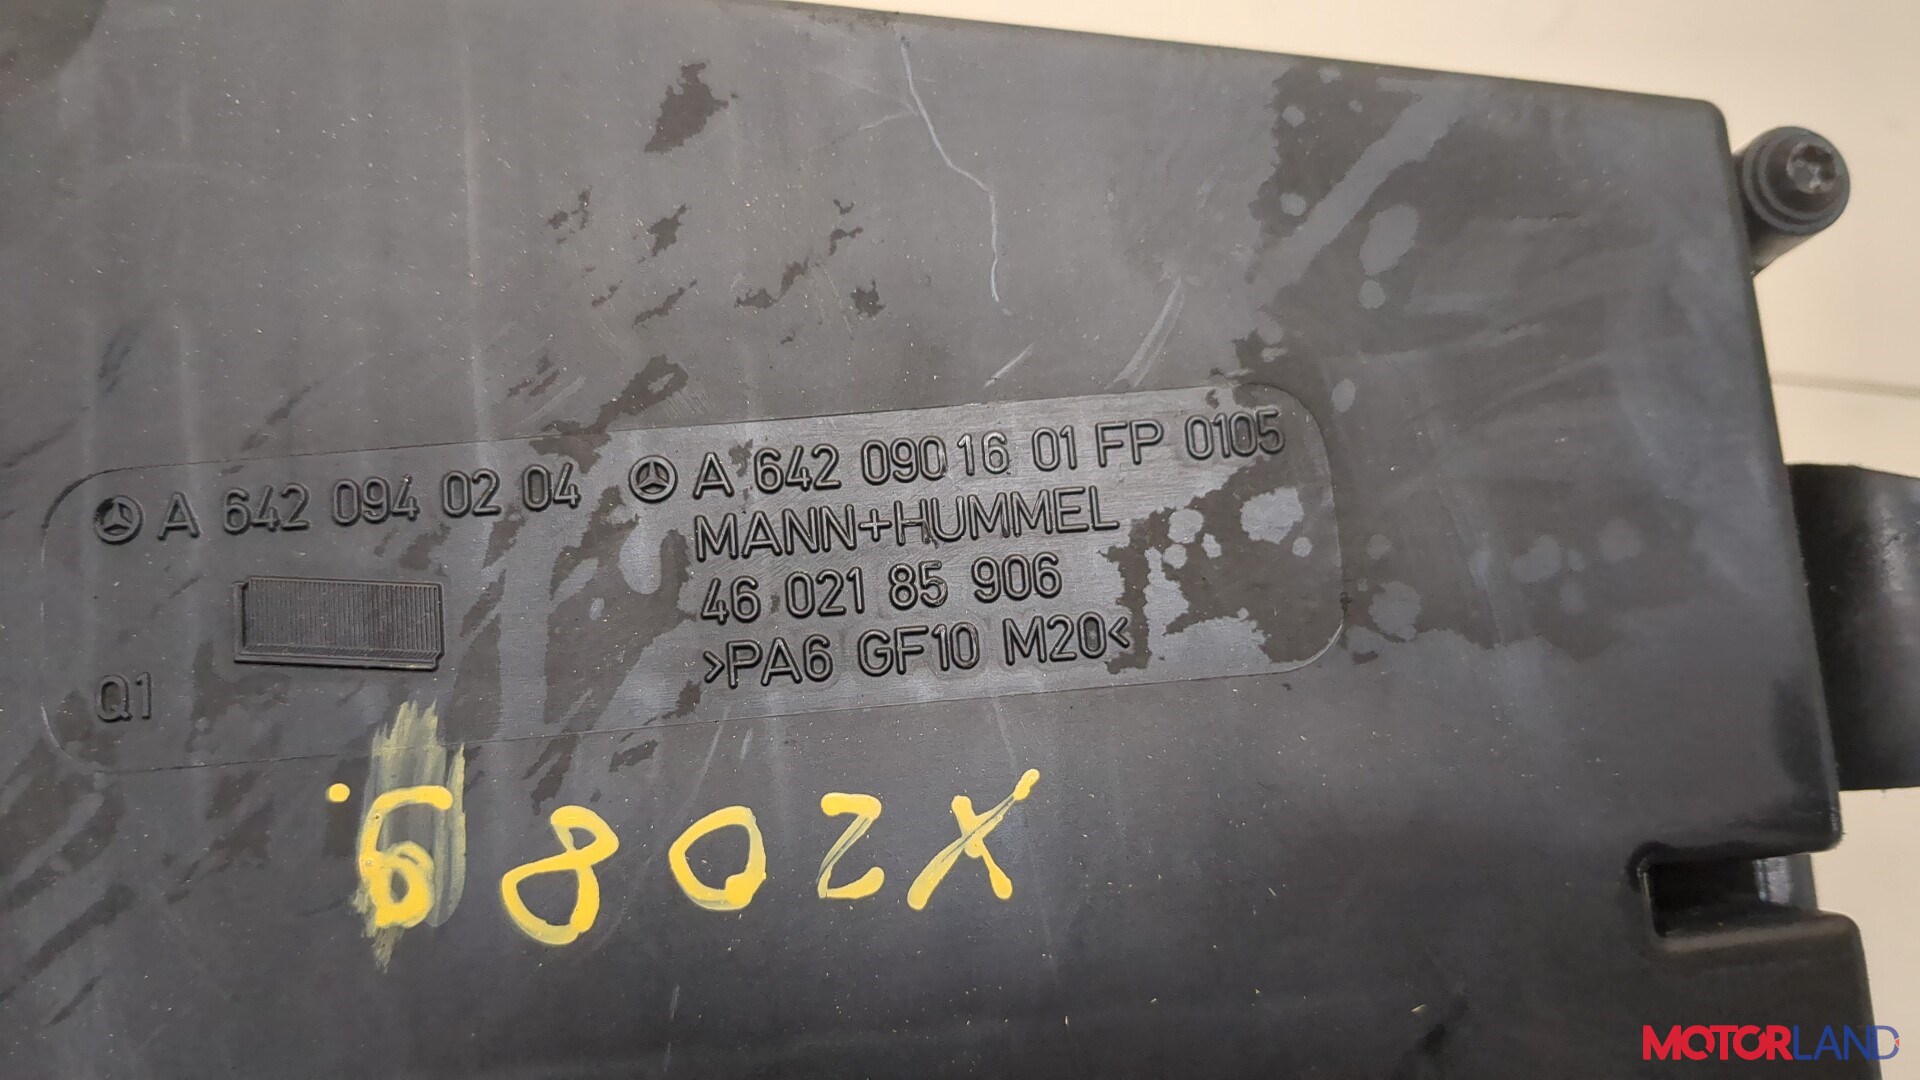 A 642 094 02 04
A 642 090 16 01 FP 0105
MANN+HUMMEL
46 021 85 906
>PA6 GF10 M20<
Q1
6802X
MOTORLAND